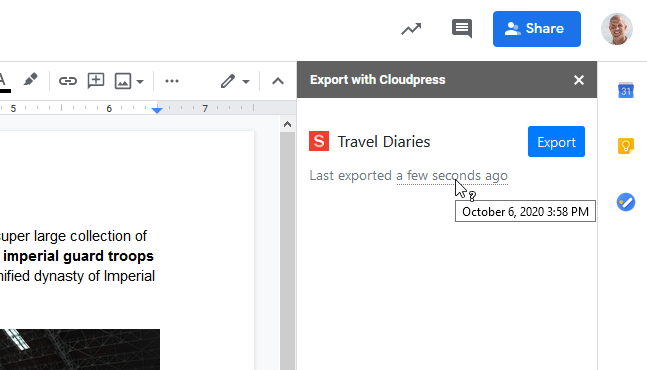 Share
A
5 6 7
Export with Cloudpress
31
S Travel Diaries
Export
Last exported a few seconds ago
October 6, 2020 3:58 PM
super large collection of
imperial guard troops
nified dynasty of Imperial